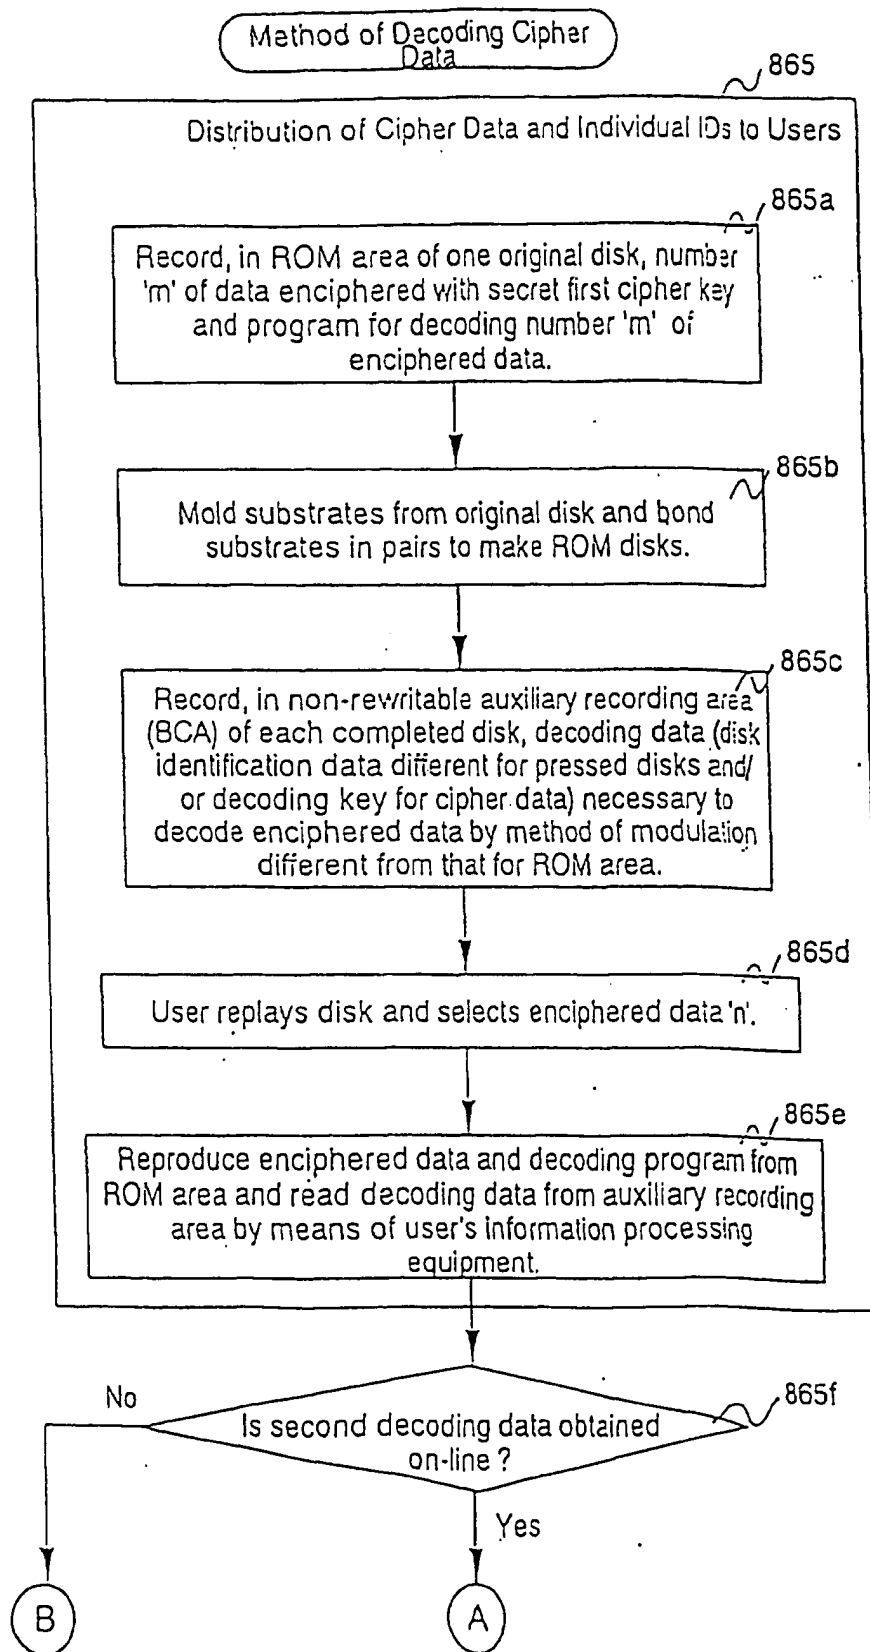 Method of Decoding Cipher
Data
865
Distribution of Cipher Data and Individual IDs to Users
865a
Record, in ROM area of one original disk, number
'm' of data enciphered with secret first cipher key
and program for decoding number 'm' of
enciphered data.
865b
Mold substrates from original disk and bond
substrates in pairs to make ROM disks.
865c
Record, in non-rewritable auxiliary recording area
(BCA) of each completed disk, decoding data (disk
identification data different for pressed disks and/
or decoding key for cipher data) necessary to
decode enciphered data by method of modulation
different from that for ROM area.
865d
User replays disk and selects enciphered data 'n'.
865e
Reproduce enciphered data and decoding program from
ROM area and read decoding data from auxiliary recording
area by means of user's information processing
equipment.
865f
No
Is second decoding data obtained
on-line ?
Yes
B
A